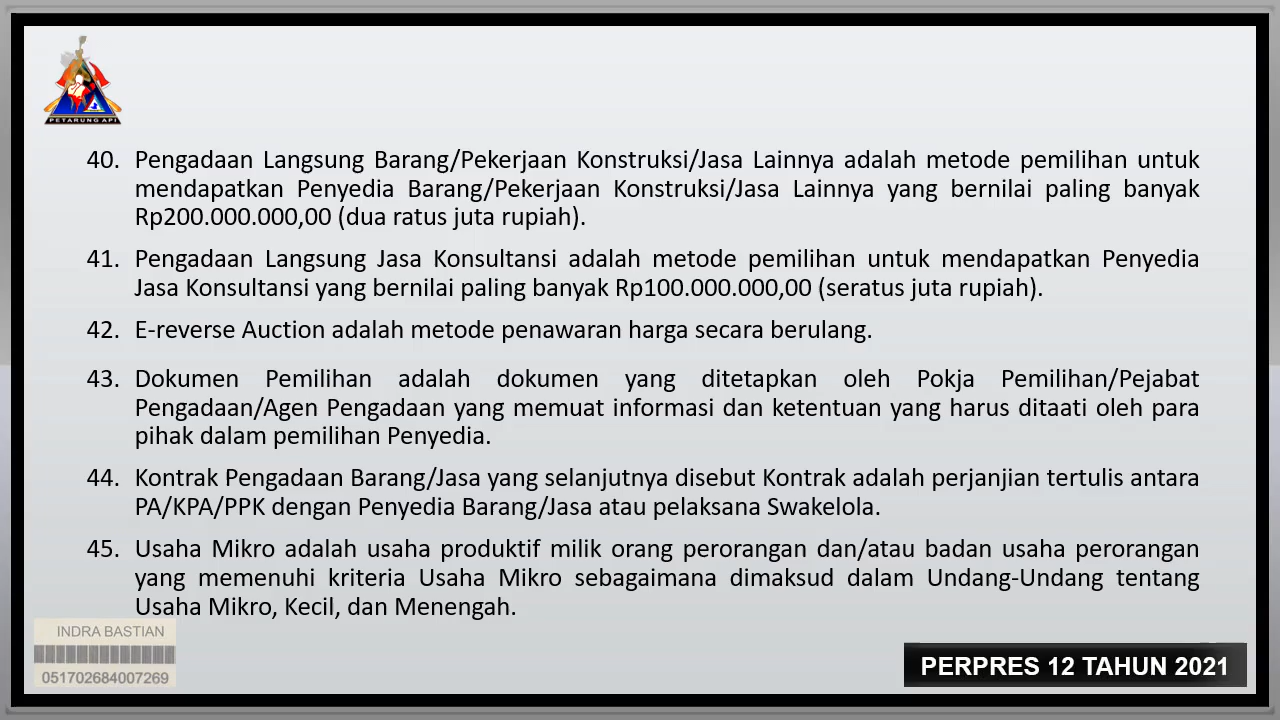 PETARUNG API
40. Pengadaan Langsung Barang/Pekerjaan Konstruksi/Jasa Lainnya adalah metode pemilihan untuk
mendapatkan Penyedia Barang/Pekerjaan Konstruksi/Jasa Lainnya yang bernilai paling banyak
Rp200.000.000,00 (dua ratus juta rupiah).
41. Pengadaan Langsung Jasa Konsultansi adalah metode pemilihan untuk mendapatkan Penyedia
Jasa Konsultansi yang bernilai paling banyak Rp100.000.000,00 (seratus juta rupiah).
42. E-reverse Auction adalah metode penawaran harga secara berulang.
43. Dokumen Pemilihan adalah dokumen yang ditetapkan oleh Pokja Pemilihan/Pejabat
Pengadaan/Agen Pengadaan yang memuat informasi dan ketentuan yang harus ditaati oleh para
pihak dalam pemilihan Penyedia.
44. Kontrak Pengadaan Barang/Jasa yang selanjutnya disebut Kontrak adalah perjanjian tertulis antara
PA/KPA/PPK dengan Penyedia Barang/Jasa atau pelaksana Swakelola.
45. Usaha Mikro adalah usaha produktif milik orang perorangan dan/atau badan usaha perorangan
yang memenuhi kriteria Usaha Mikro sebagaimana dimaksud dalam Undang-Undang tentang
Usaha Mikro, Kecil, dan Menengah.
INDRA BASTIAN
051702684007269
PERPRES 12 TAHUN 2021